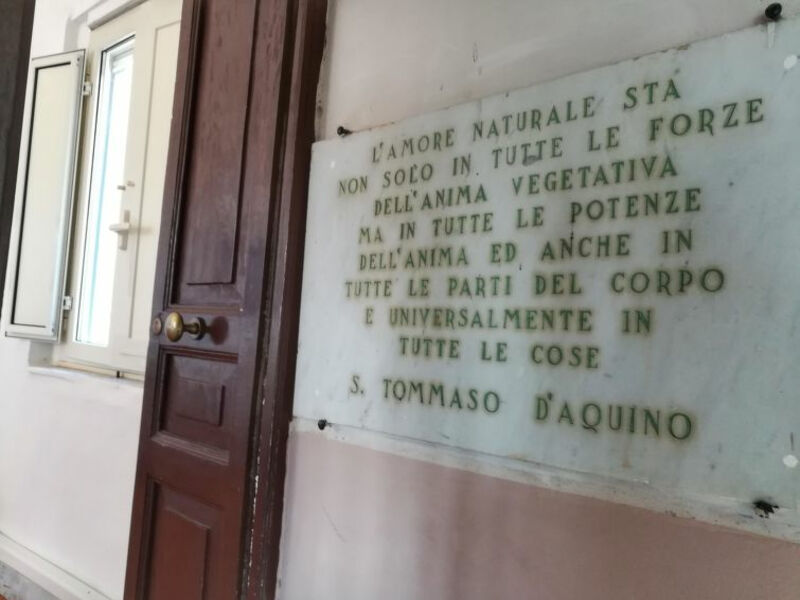 L'AMORE NATURALE STA
NON SOLO IN TUTTE LE FORZE
DELL'ANIMA VEGETATIVA
MA IN TUTTE LE POTENZE
DELL'ANIMA ED ANCHE IN
TUTTE LE PARTI DEL CORPO
E UNIVERSALMENTE IN
TUTTE LE COSE
S. TOMMASO D'AQUINO